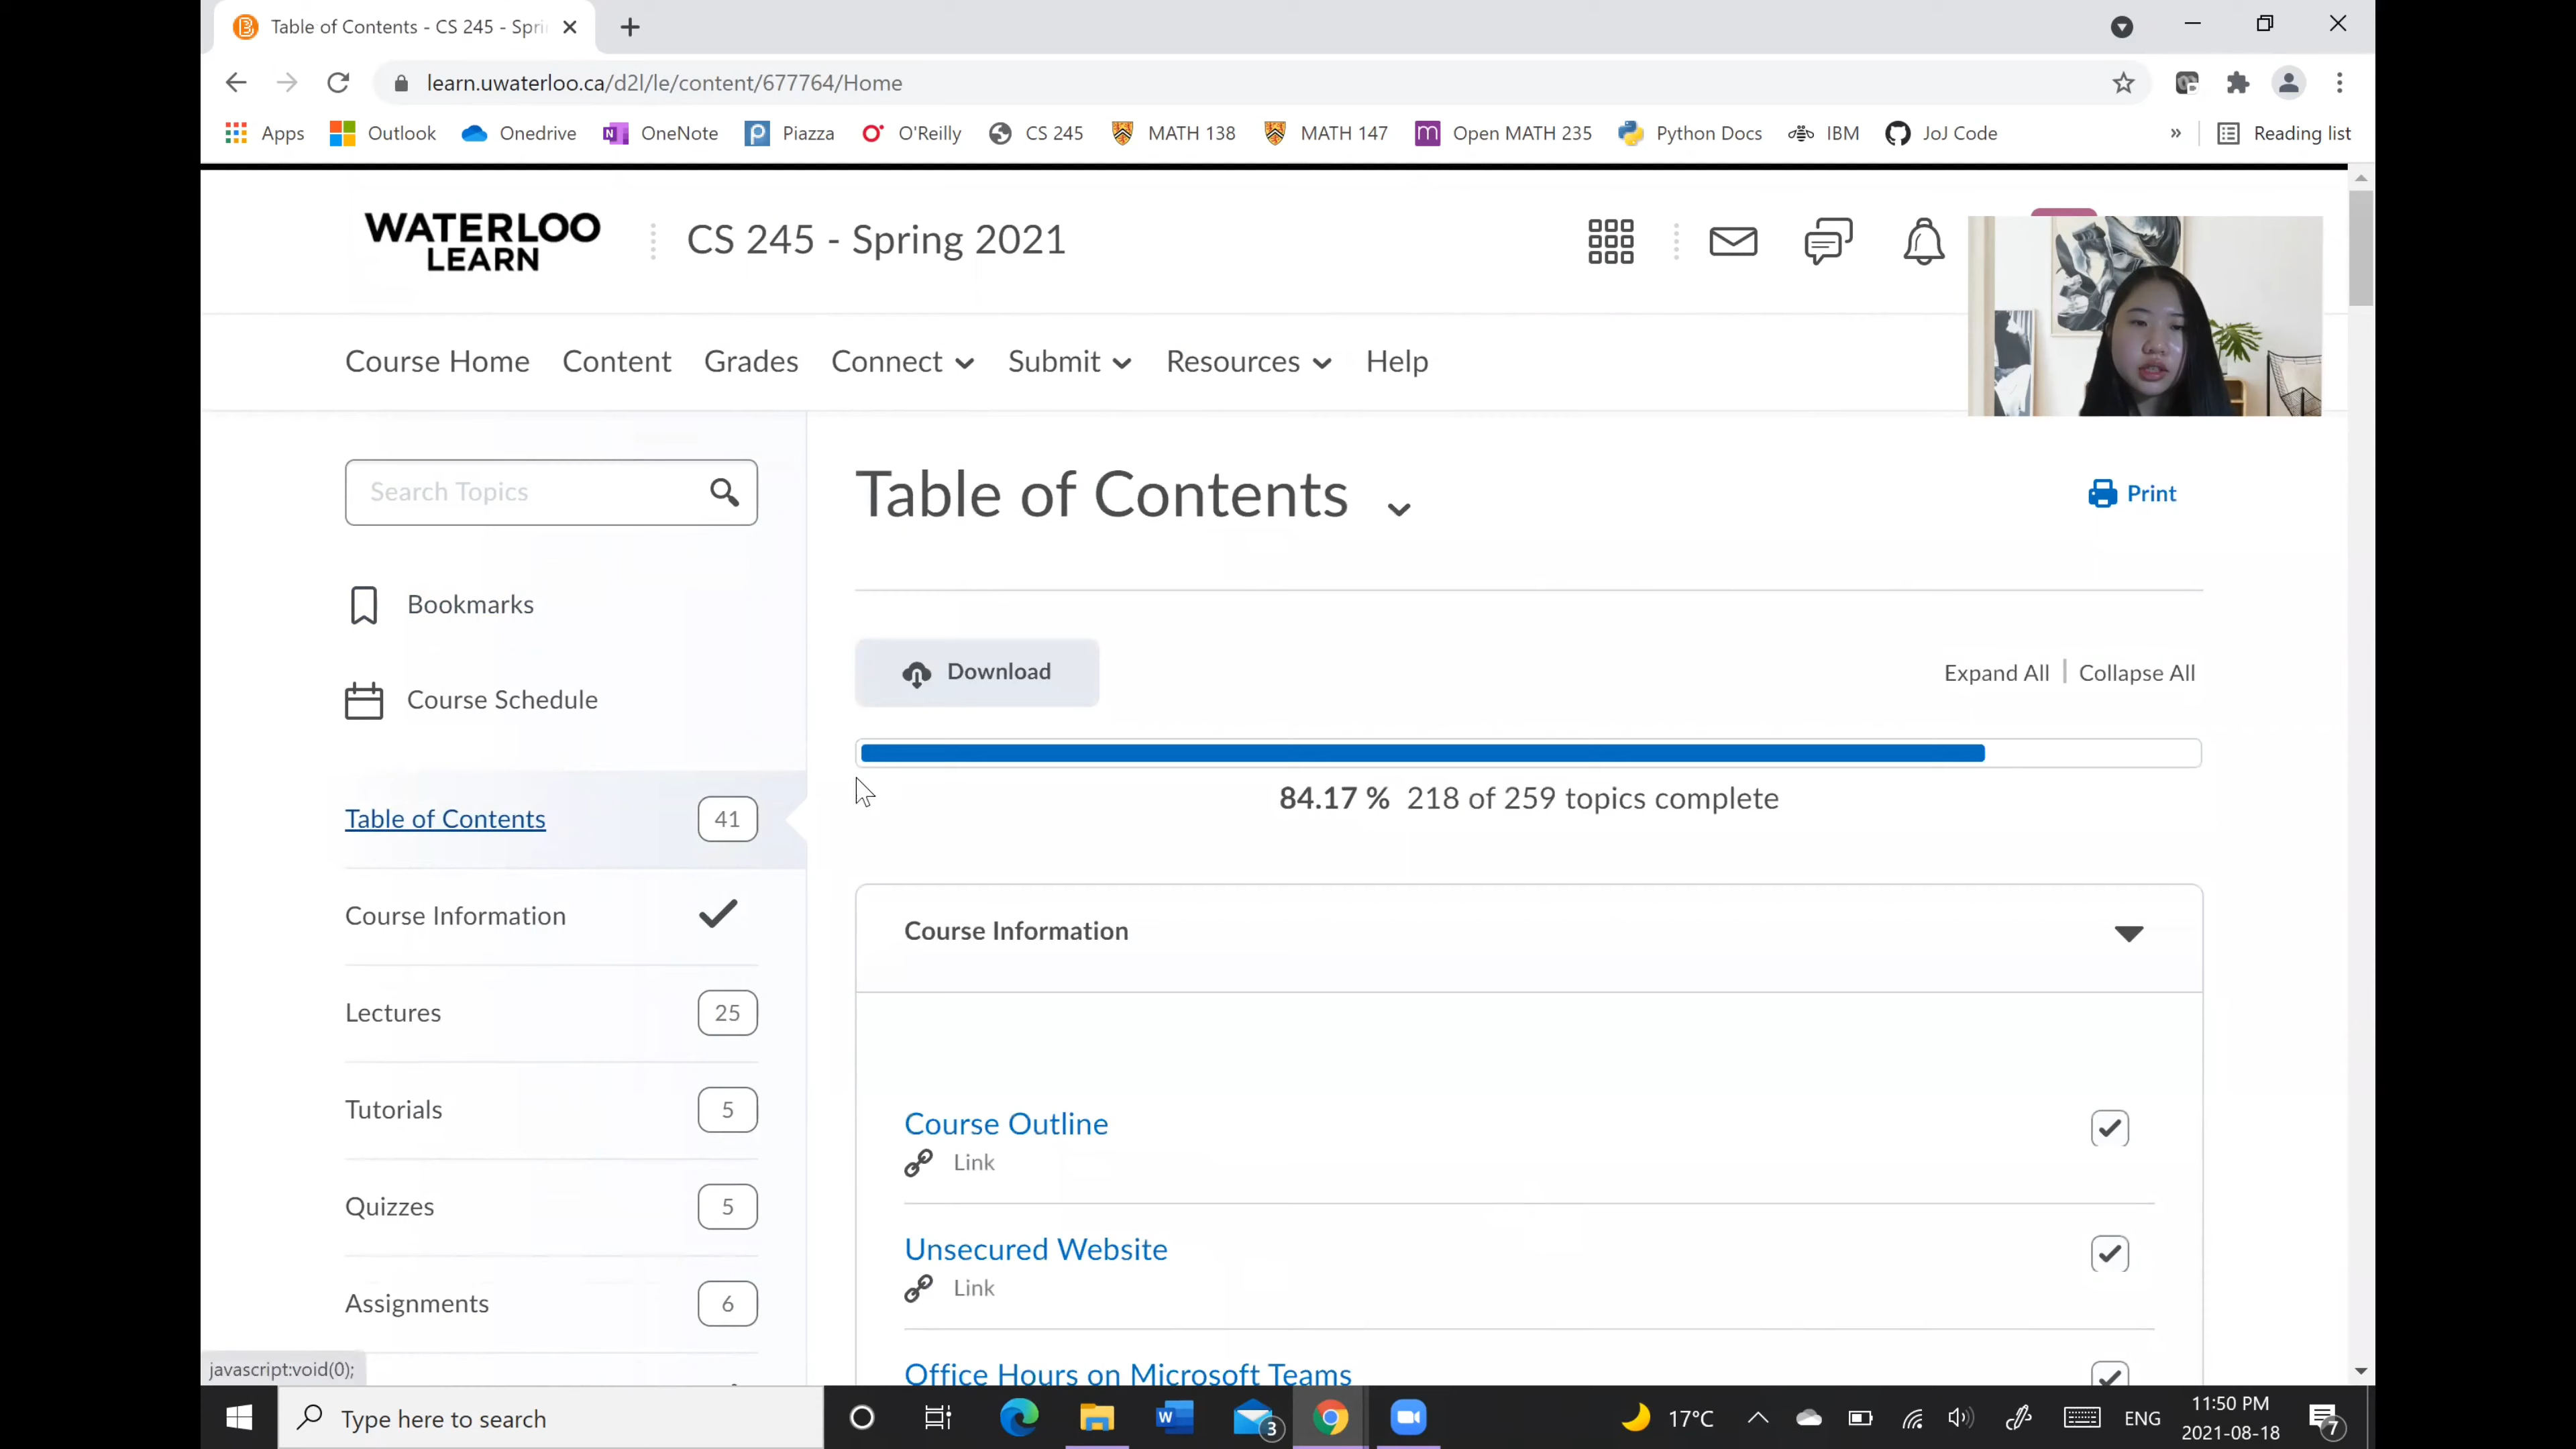 Table of Contents - CS 245 - Spri
learn.uwaterloo.ca/d2l/le/content/677764/Home
Apps Outlook Onedrive OneNote Piazza O'Reilly CS 245 MATH 138 MATH 147 Open MATH 235 Python Docs IBM JoJ Code » Reading list
WATERLOO
LEARN
CS 245 - Spring 2021
Course Home Content Grades Connect Submit Resources Help
Search Topics
Bookmarks
Course Schedule
Table of Contents 41
Course Information
Lectures 25
Tutorials 5
Quizzes 5
Assignments 6
Table of Contents
Print
Download
Expand All | Collapse All
84.17 % 218 of 259 topics complete
Course Information
Course Outline
Link
Unsecured Website
Link
Office Hours on Microsoft Teams
javascript:void(0);
Type here to search
3
17°C
ENG
11:50 PM
2021-08-18
7